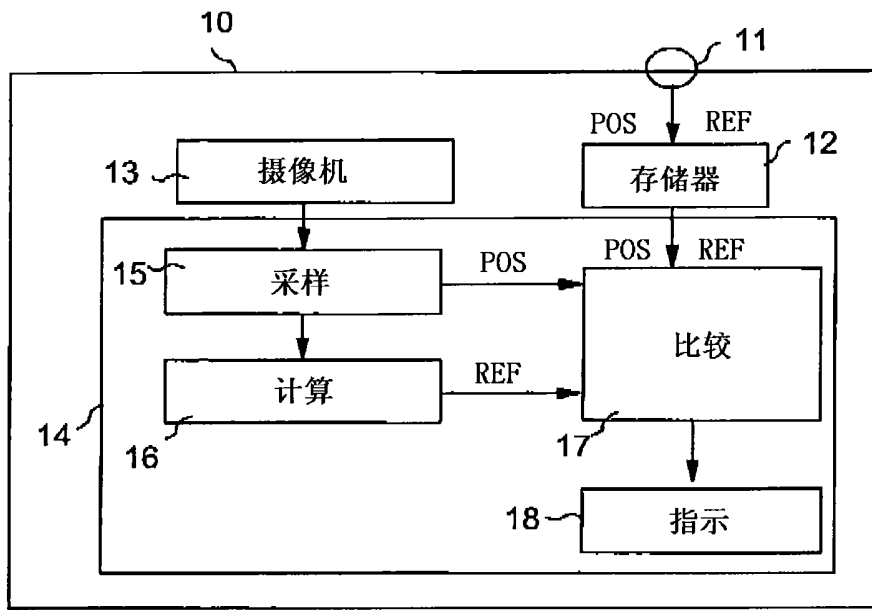 10
11
POS REF
12
13
摄像机
存储器
POS REF
15
采样
POS
比较
计算
REF
14
16
17
18
指示